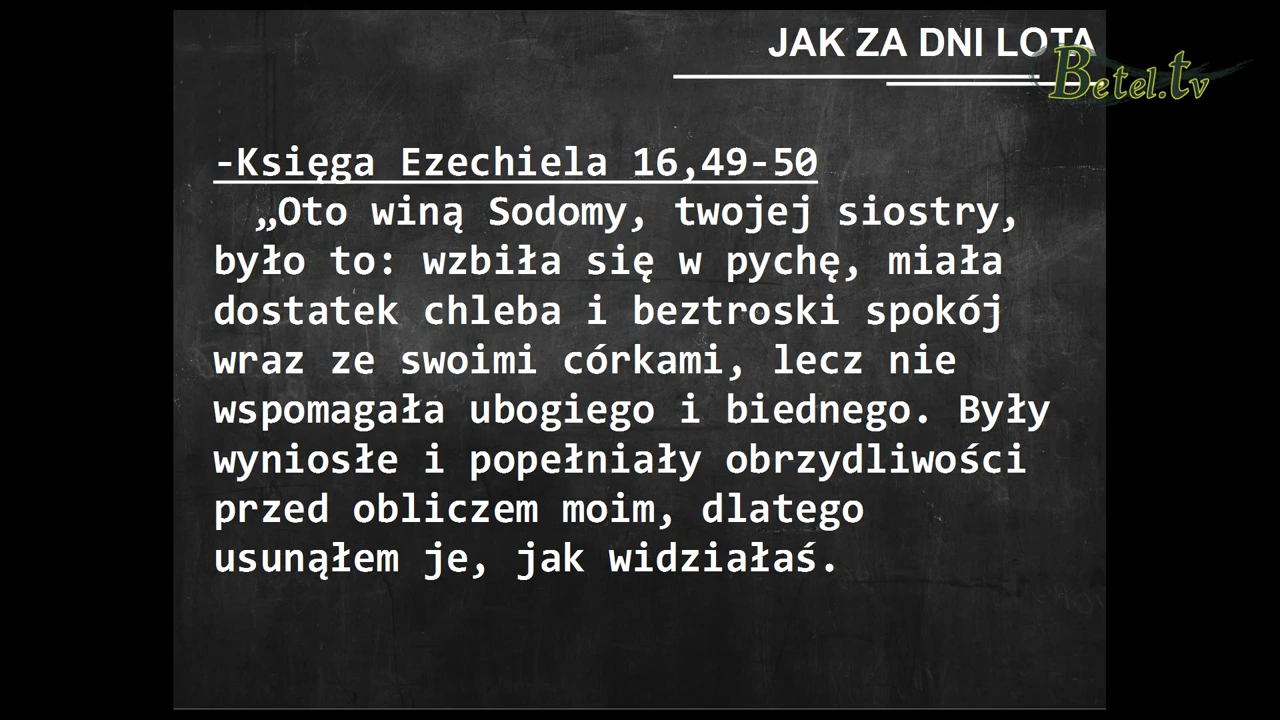 JAK ZA DNI LOTA
Betel.tv
-Księga Ezechiela 16,49-50
„Oto winą Sodomy, twojej siostry,
było to: wzbiła się w pychę, miała
dostatek chleba i beztroski spokój
wraz ze swoimi córkami, lecz nie
wspomagała ubogiego i biednego. Były
wyniosłe i popełniały obrzydliwości
przed obliczem moim, dlatego
usunąłem je, jak widziałaś.